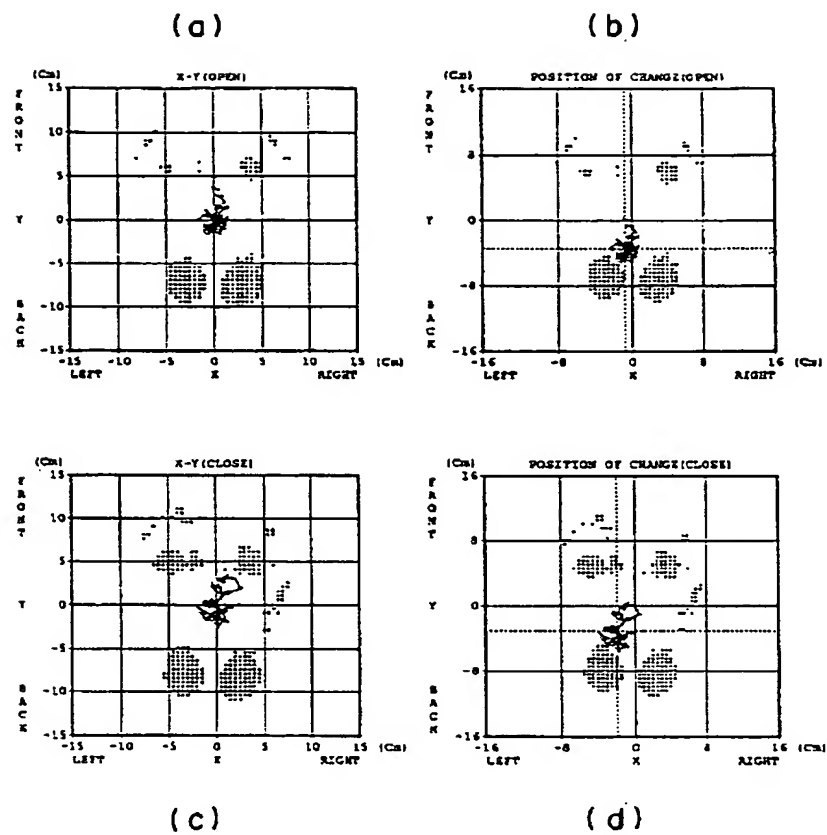 (a)
(b)
(Cm) X-Y(OPEN)
FRONT
Y
BACK
15
10
5
0
-5
-10
-15
-15 -10 -5 0 5 10 15 (Cm)
LEFT X RIGHT
(Cm) POSITION OF CHANGE(OPEN)
FRONT
Y
BACK
16
8
0
-8
-16
-16 -8 0 8 16 (Cm)
LEFT X RIGHT
(Cm) X-Y(CLOSE)
FRONT
Y
BACK
15
10
5
0
-5
-10
-15
-15 -10 -5 0 5 10 15 (Cm)
LEFT X RIGHT
(Cm) POSITION OF CHANGE(CLOSE)
FRONT
Y
BACK
16
8
0
-8
-16
-16 -8 0 8 16 (Cm)
LEFT X RIGHT
(c)
(d)